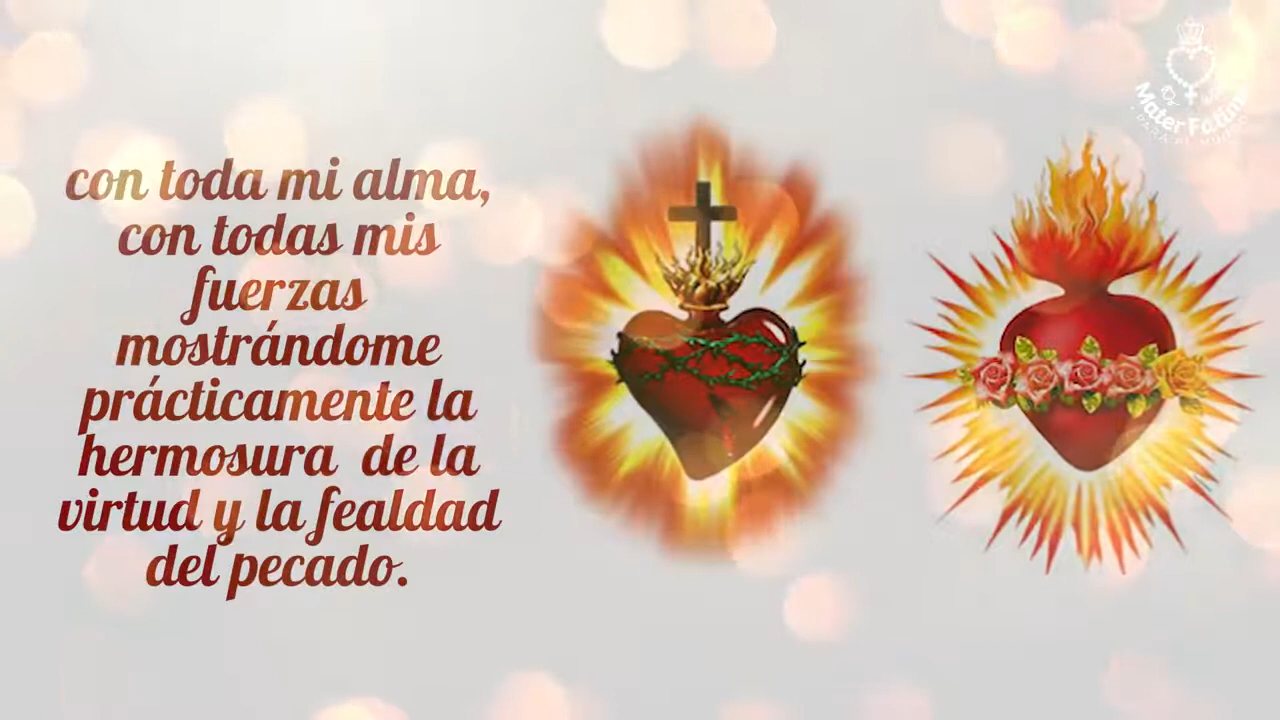 con toda mi alma,
con todas mis
fuerzas
mostrándome
prácticamente la
hermosura de la
virtud y la fealdad
del pecado.
Mater Fatima